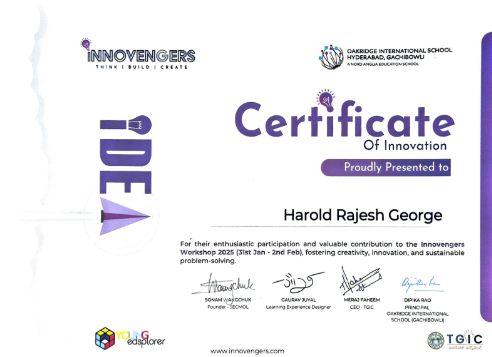 iNNOVENGERS
THINK | BUILD | CREATE
OAKRIDGE INTERNATIONAL SCHOOL
HYDERABAD, GACHIBOWLI
A NORD ANGLIA EDUCATION SCHOOL
iDEA
Certificate
Of Innovation
Proudly Presented to
Harold Rajesh George
For their enthusiastic participation and valuable contribution to the Innovengers
Workshop 2025 (31st Jan - 2nd Feb), fostering creativity, innovation, and sustainable
problem-solving.
SONAM WANGCHUK
Founder - SECMOL
GAURAV JUYAL
Learning Experience Designer
MERAJ FAHEEM
CEO - TGIC
DIPIKA RAO
PRINCIPAL
OAKRIDGE INTERNATIONAL
SCHOOL (GACHIBOWLI)
YOUNG
edsplorer
TGIC
www.innovengers.com